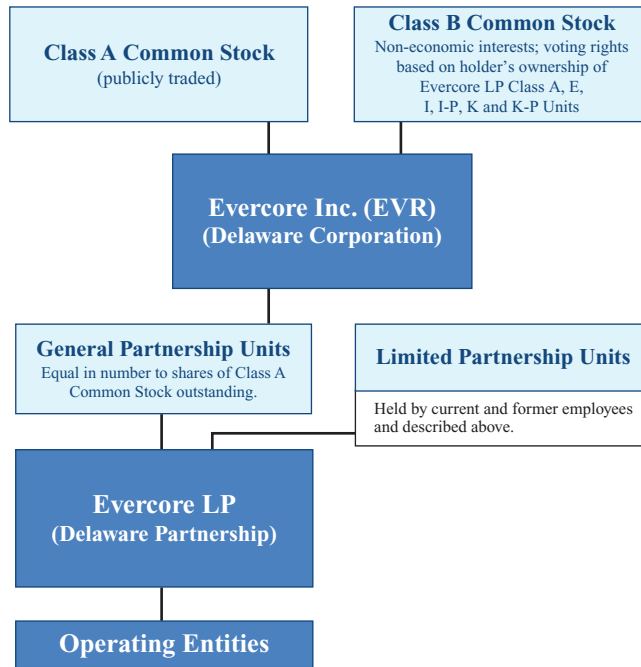 Class A Common Stock
(publicly traded)
Class B Common Stock
Non-economic interests; voting rights
based on holder’s ownership of
Evercore LP Class A, E,
I, I-P, K and K-P Units
Evercore Inc. (EVR)
(Delaware Corporation)
General Partnership Units
Equal in number to shares of Class A
Common Stock outstanding.
Limited Partnership Units
Held by current and former employees
and described above.
Evercore LP
(Delaware Partnership)
Operating Entities